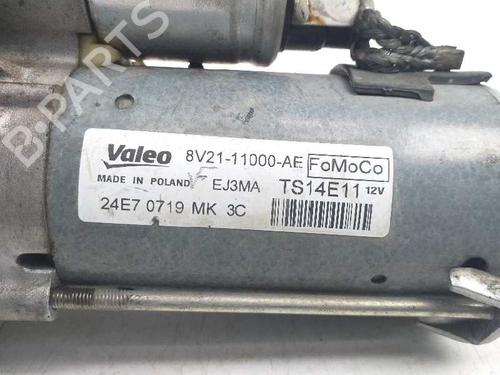 B-PARTS
Valeo 8V21-11000-AE FoMoCo
MADE IN POLAND EJ3MA TS14E11 12V
24E7 0719 MK 3C